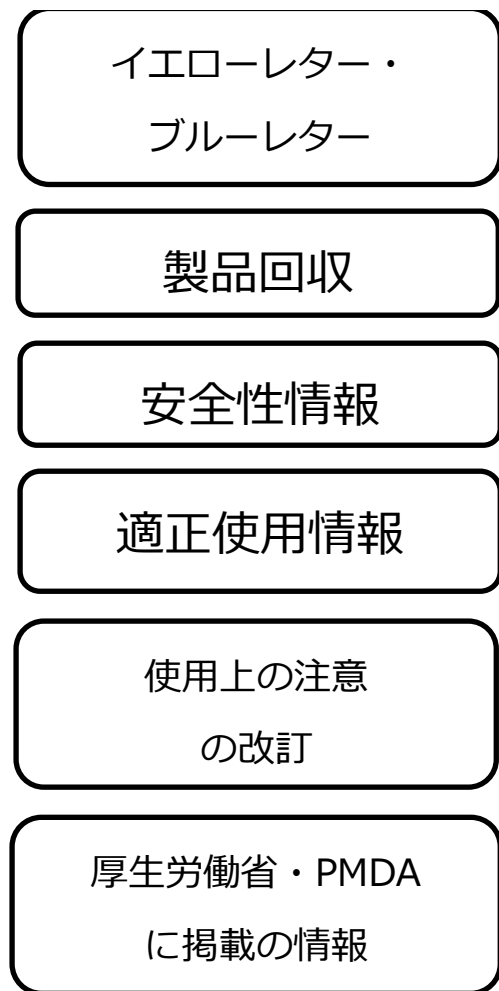 イエローレター・
ブルーレター
製品回収
安全性情報
適正使用情報
使用上の注意
の改訂
厚生労働省・PMDA
に掲載の情報